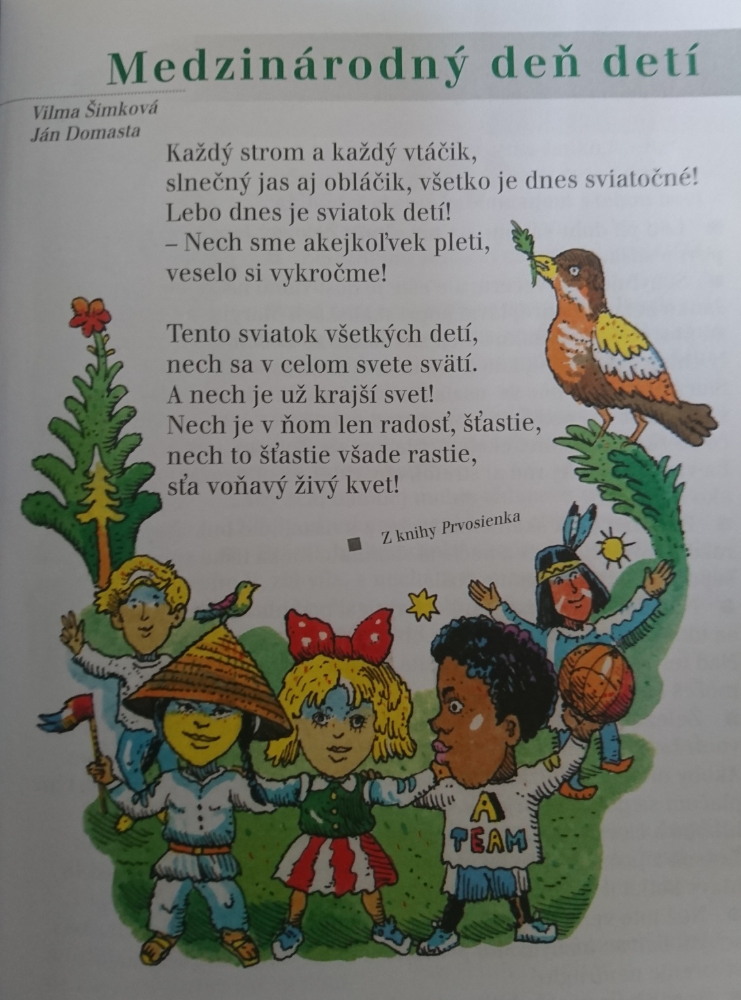 Medzinárodný deň detí
Vilma Šimková
Ján Domasta
Každý strom a každý vtáčik,
slnečný jas aj obláčik, všetko je dnes sviatočné!
Lebo dnes je sviatok detí!
– Nech sme akejkoľvek pleti,
veselo si vykročme!
Tento sviatok všetkých detí,
nech sa v celom svete svätí.
A nech je už krajší svet!
Nech je v ňom len radosť, šťastie,
nech to šťastie všade rastie,
sťa voňavý živý kvet!
Z knihy Prvosienka
A
TEAM